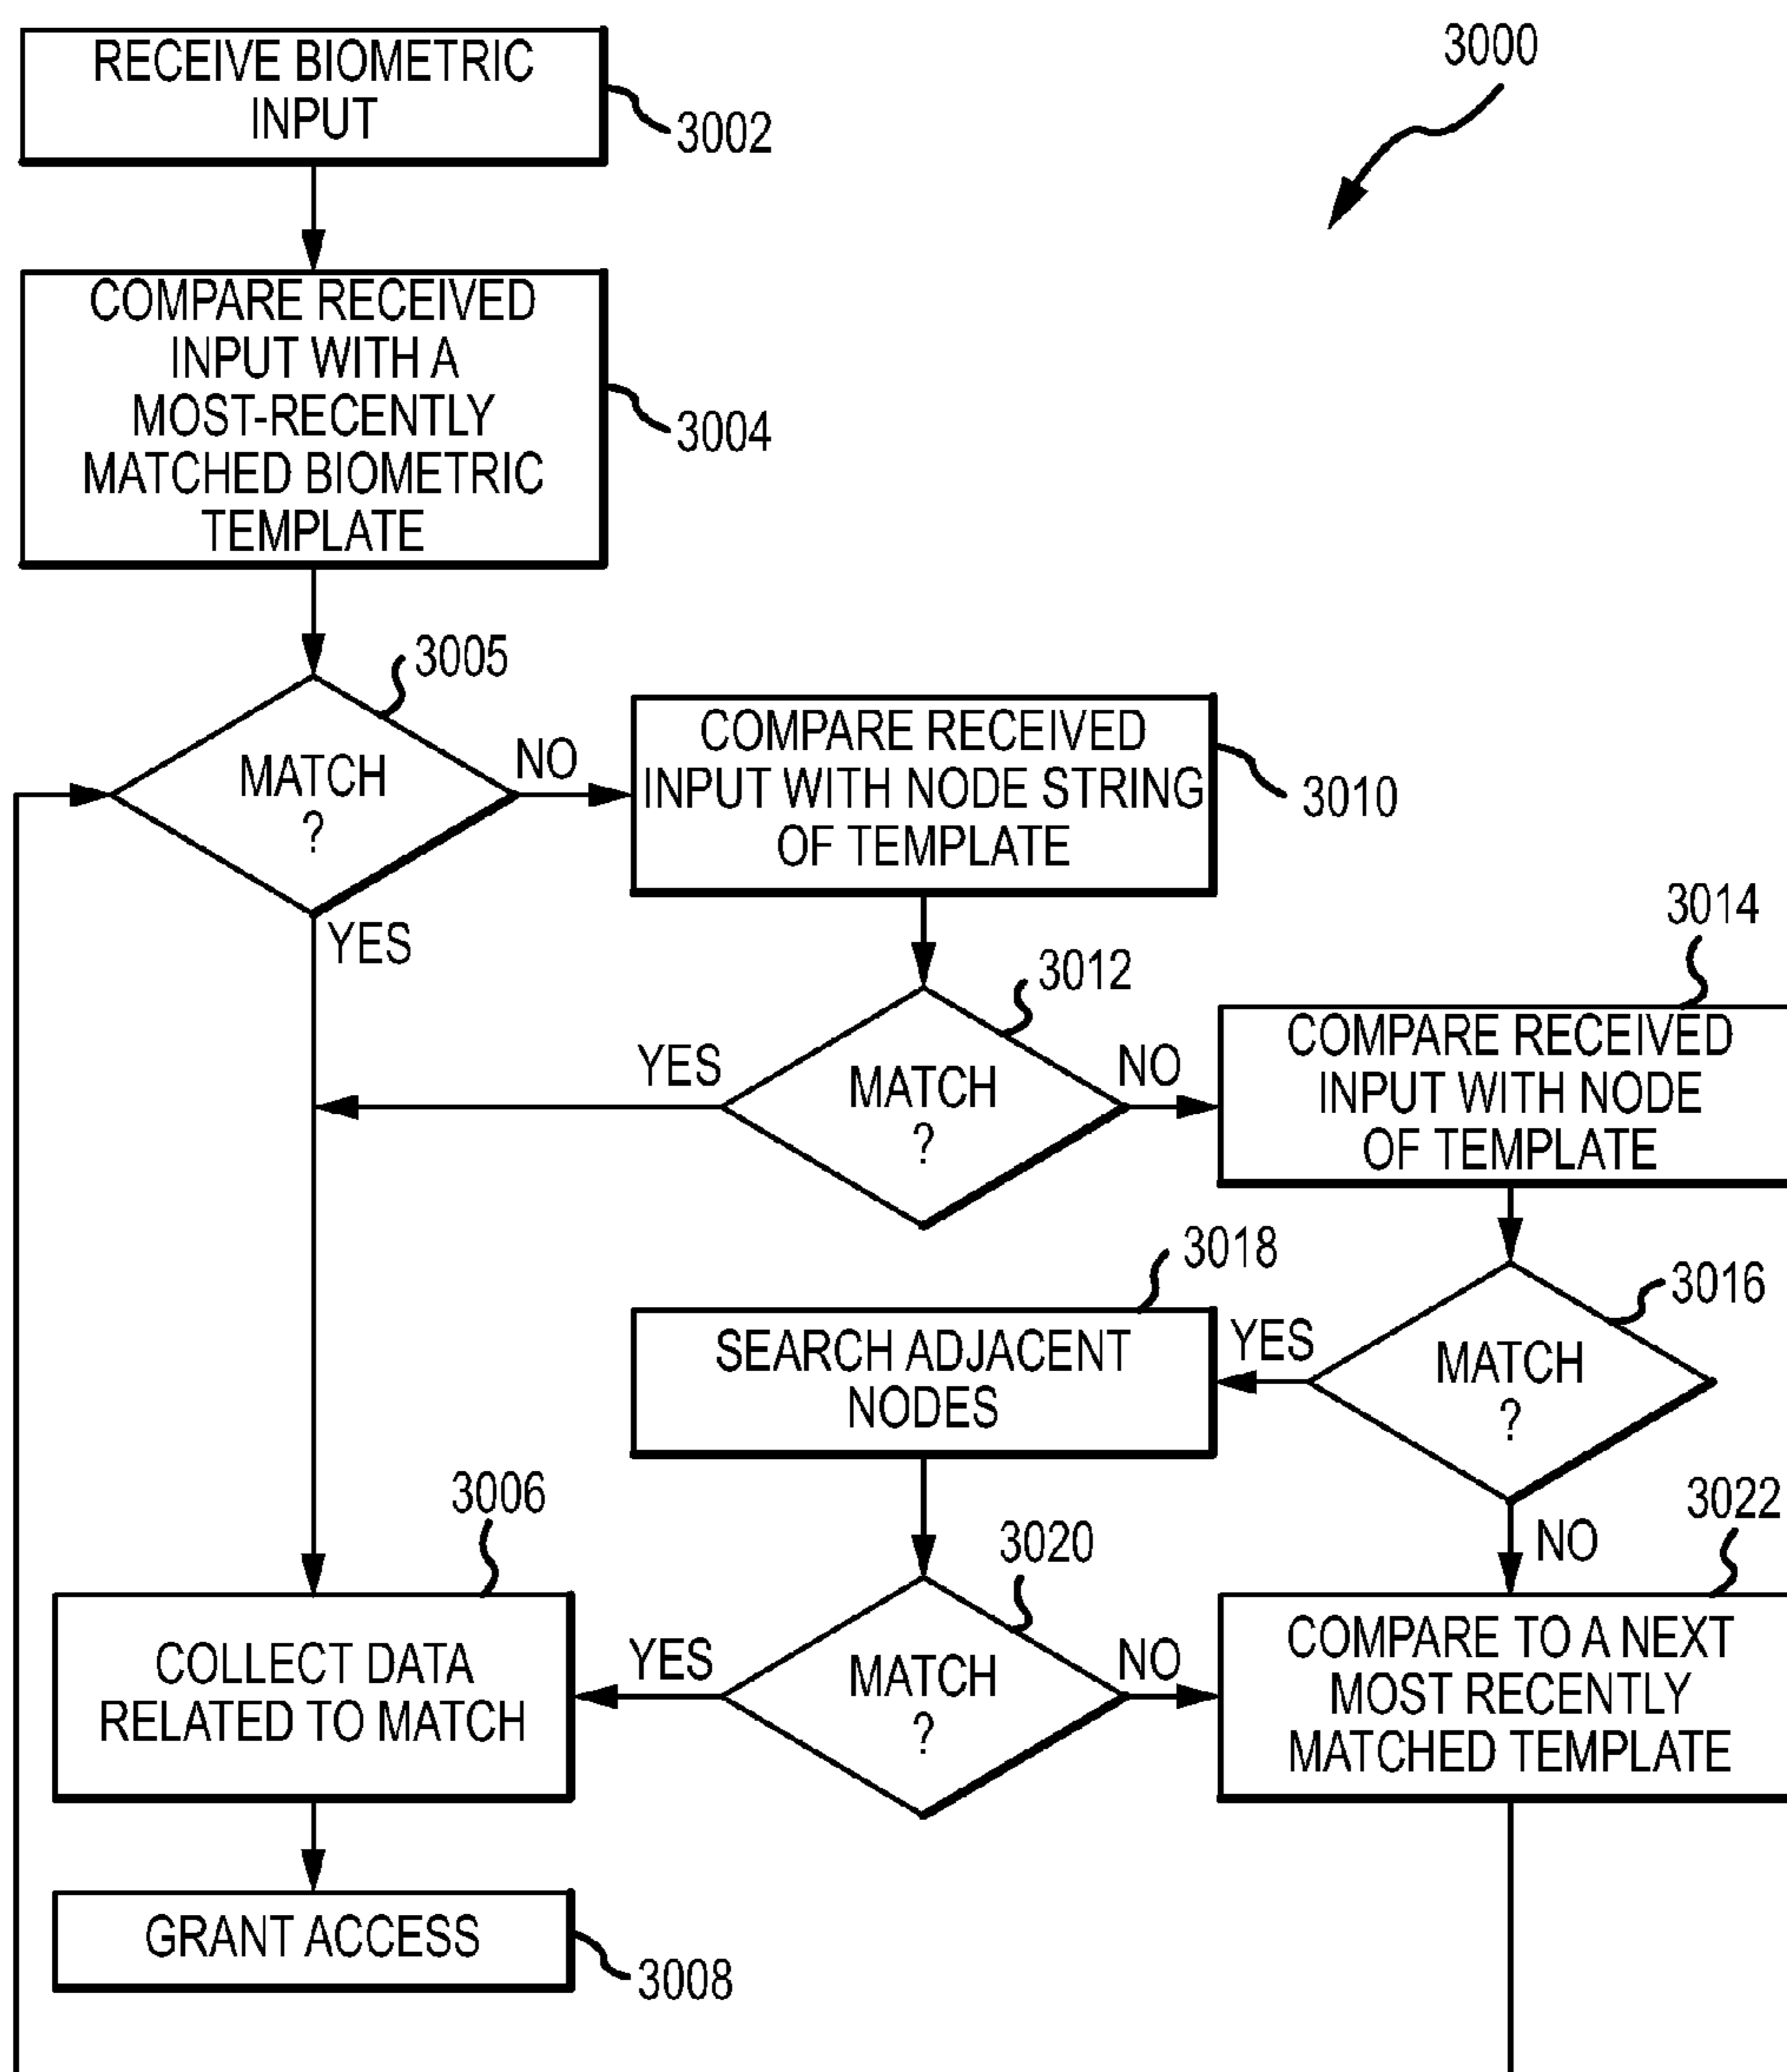 3000
RECEIVE BIOMETRIC
INPUT
3002
COMPARE RECEIVED
INPUT WITH A
MOST-RECENTLY
MATCHED BIOMETRIC
TEMPLATE
3004
3005
MATCH
?
NO
YES
COMPARE RECEIVED
INPUT WITH NODE STRING
OF TEMPLATE
3010
3012
MATCH
?
YES
NO
3014
COMPARE RECEIVED
INPUT WITH NODE
OF TEMPLATE
3016
MATCH
?
YES
NO
3018
SEARCH ADJACENT
NODES
3020
MATCH
?
YES
NO
3022
COMPARE TO A NEXT
MOST RECENTLY
MATCHED TEMPLATE
3006
COLLECT DATA
RELATED TO MATCH
GRANT ACCESS
3008